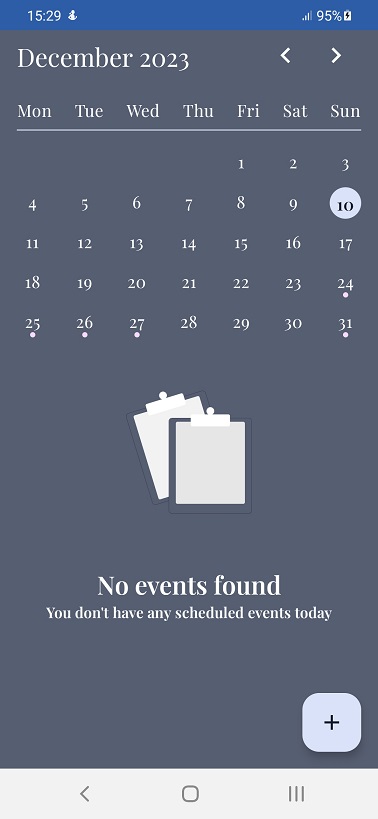 15:29 95%
December 2023
Mon Tue Wed Thu Fri Sat Sun
1 2 3
4 5 6 7 8 9 10
11 12 13 14 15 16 17
18 19 20 21 22 23 24
25 26 27 28 29 30 31
No events found
You don't have any scheduled events today
+